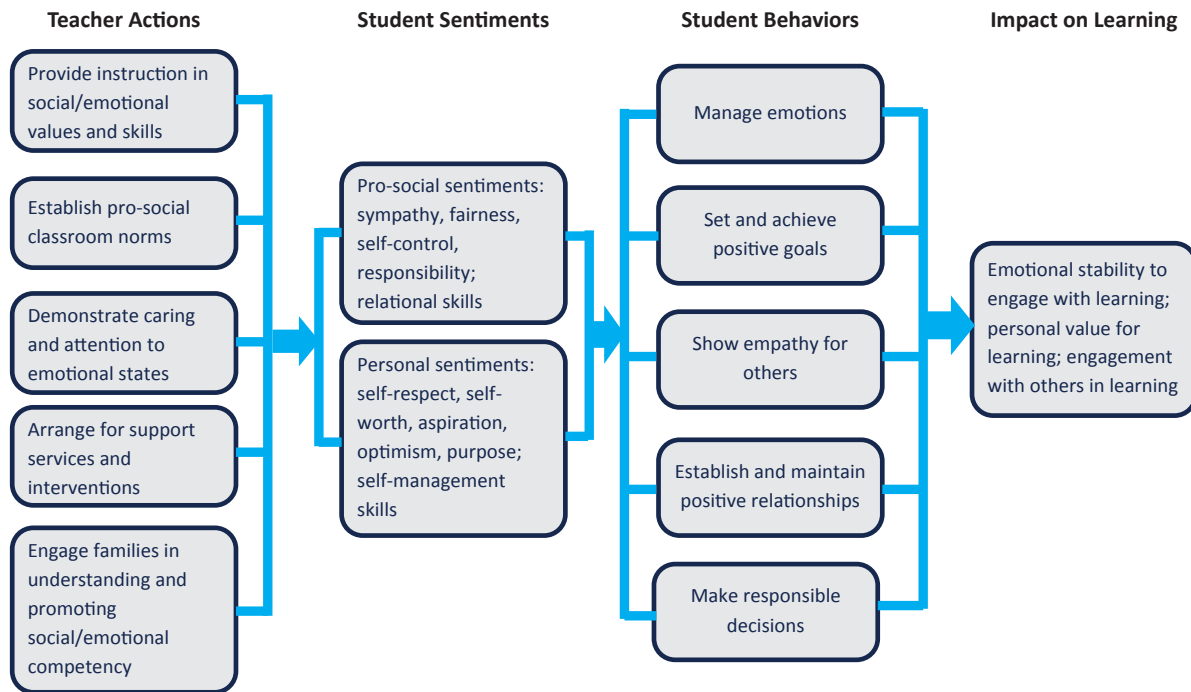 Teacher Actions
Student Sentiments
Student Behaviors
Impact on Learning
Provide instruction in
social/emotional
values and skills
Establish pro-social
classroom norms
Demonstrate caring
and attention to
emotional states
Arrange for support
services and
interventions
Engage families in
understanding and
promoting
social/emotional
competency
Pro-social sentiments:
sympathy, fairness,
self-control,
responsibility;
relational skills
Personal sentiments:
self-respect, self-
worth, aspiration,
optimism, purpose;
self-management
skills
Manage emotions
Set and achieve
positive goals
Show empathy for
others
Establish and maintain
positive relationships
Make responsible
decisions
Emotional stability to
engage with learning;
personal value for
learning; engagement
with others in learning